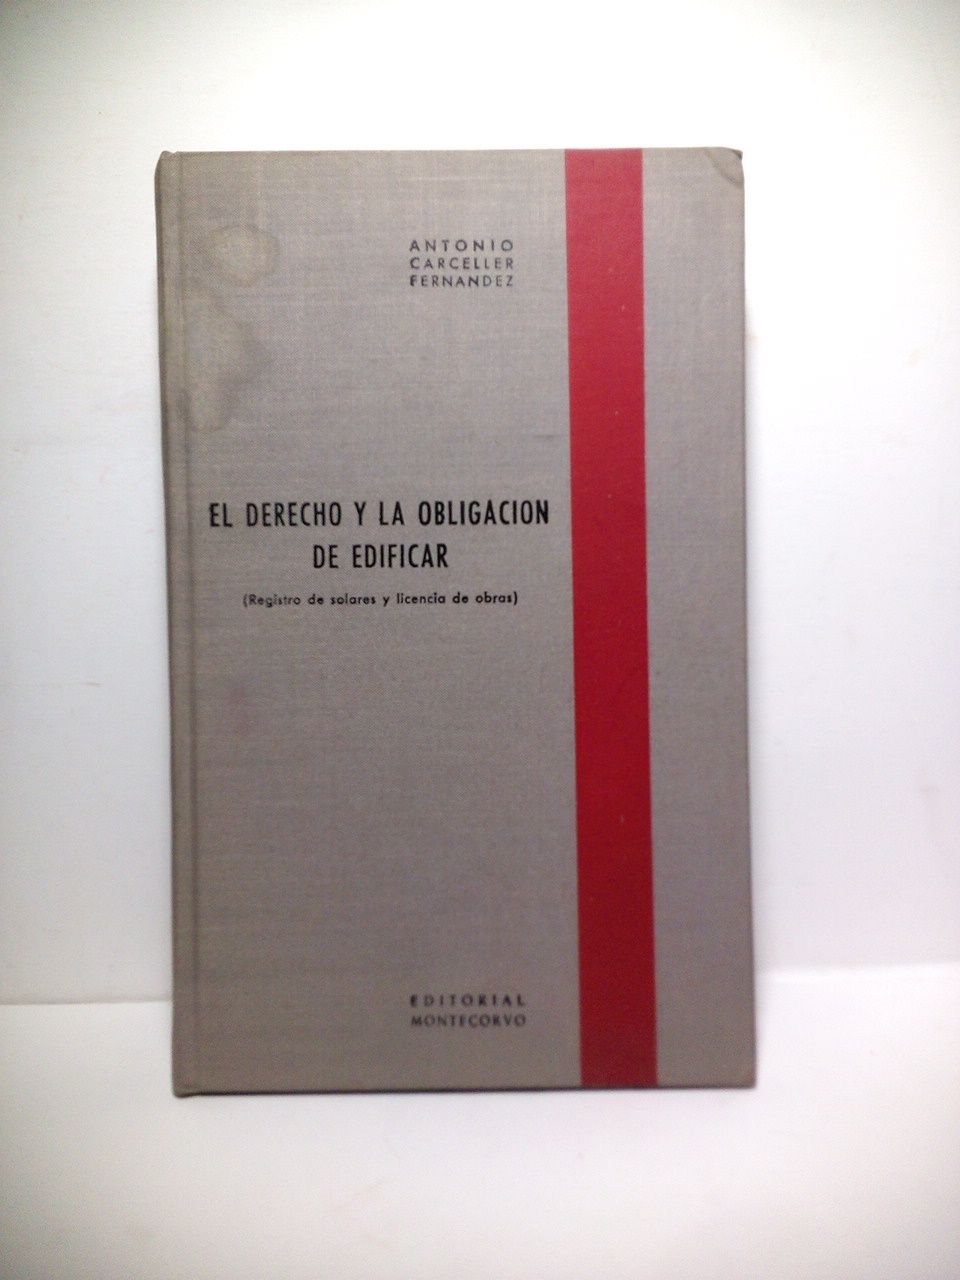 ANTONIO
CARCELLER
FERNANDEZ
EL DERECHO Y LA OBLIGACION
DE EDIFICAR
(Registro de solares y licencia de obras)
EDITORIAL
MONTECORVO